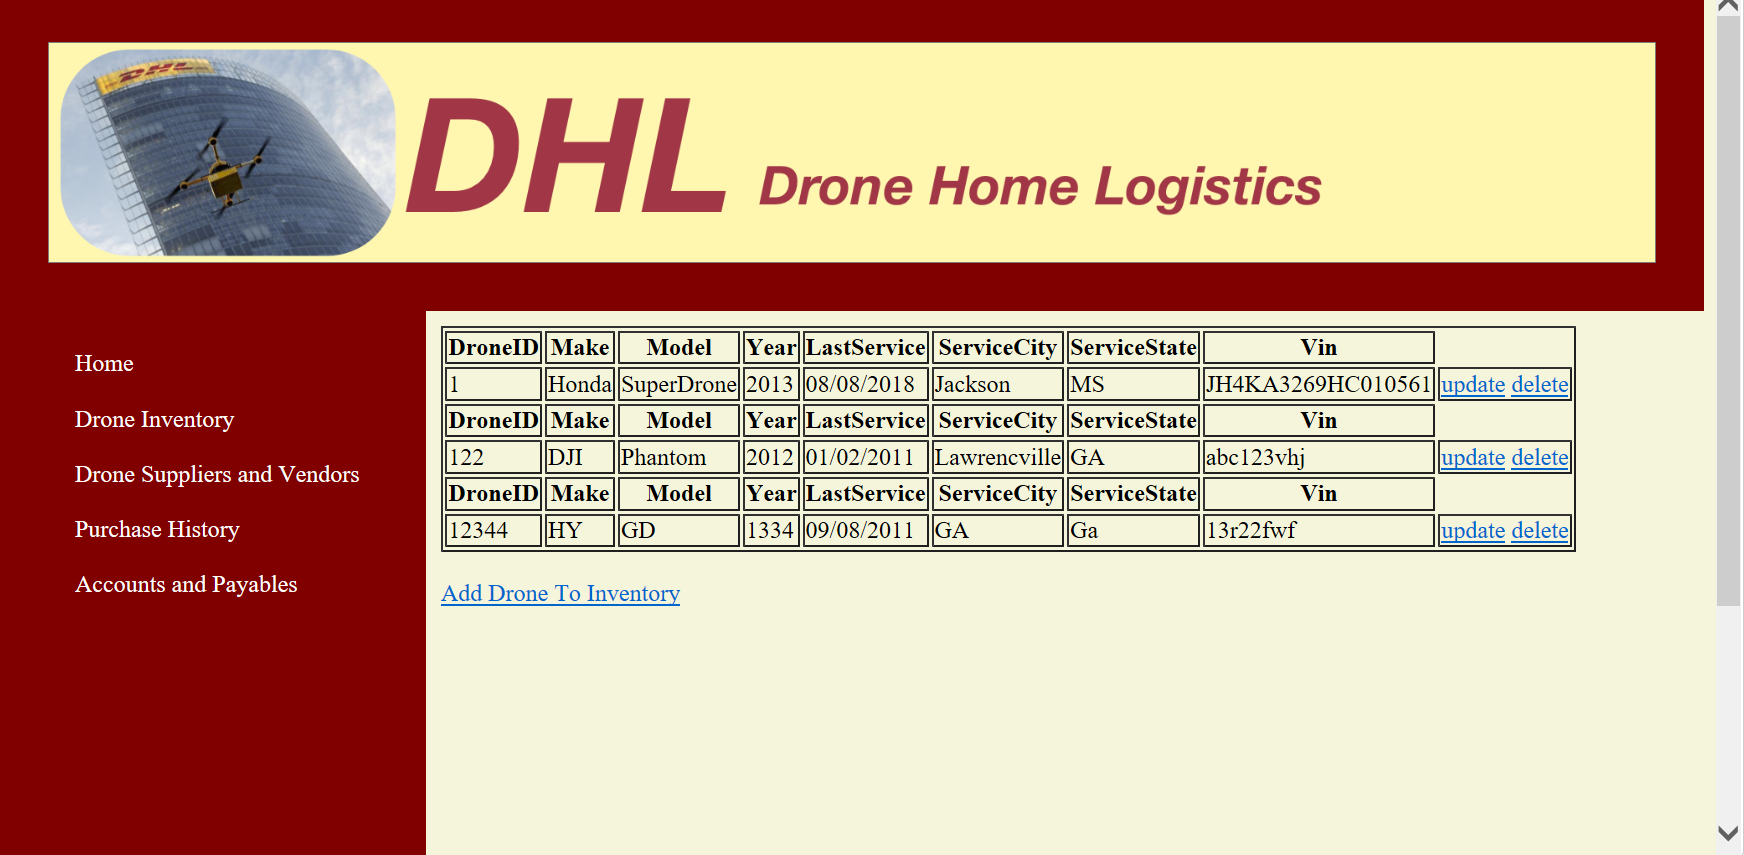 DHL
DHL Drone Home Logistics
Home
Drone Inventory
Drone Suppliers and Vendors
Purchase History
Accounts and Payables
DroneID Make Model Year LastService ServiceCity ServiceState Vin
1 Honda SuperDrone 2013 08/08/2018 Jackson MS JH4KA3269HC010561 update delete
DroneID Make Model Year LastService ServiceCity ServiceState Vin
122 DJI Phantom 2012 01/02/2011 Lawrencville GA abc123vhj update delete
DroneID Make Model Year LastService ServiceCity ServiceState Vin
12344 HY GD 1334 09/08/2011 GA Ga 13r22fwf update delete
Add Drone To Inventory